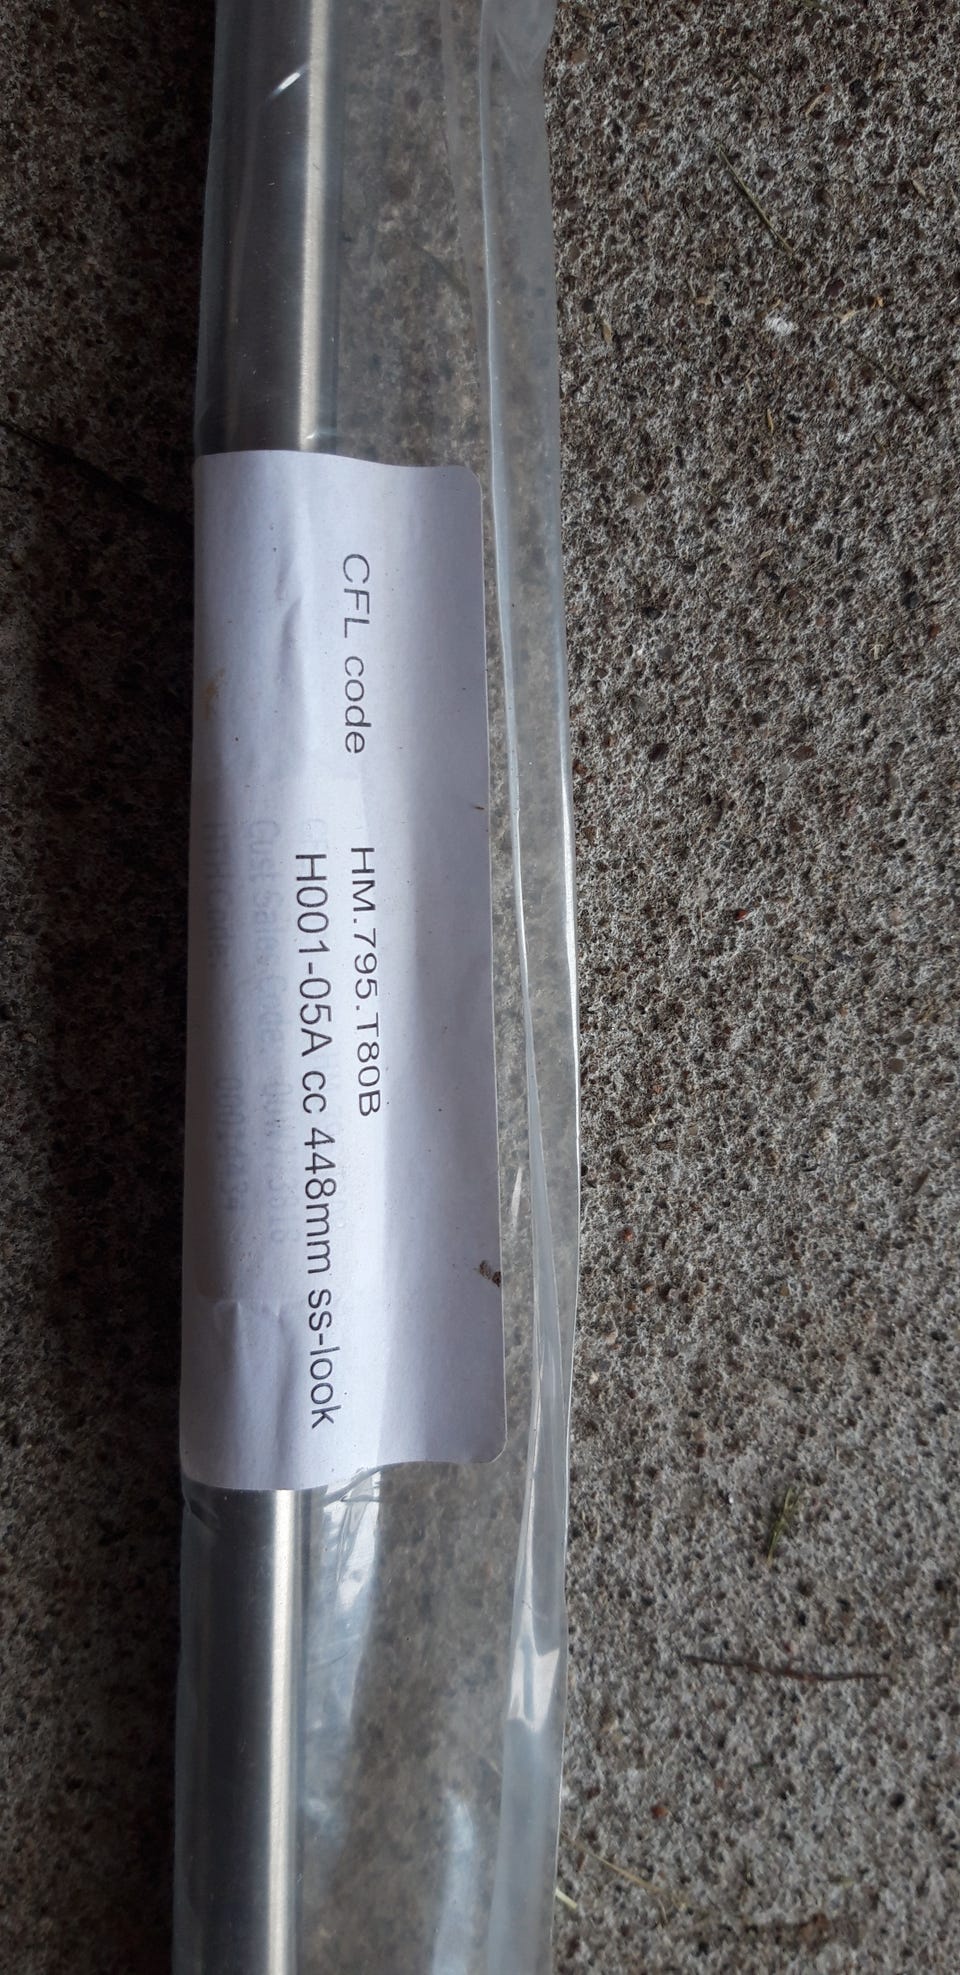 CFL code HM.795.T80B
H001-05A cc 448mm ss-look